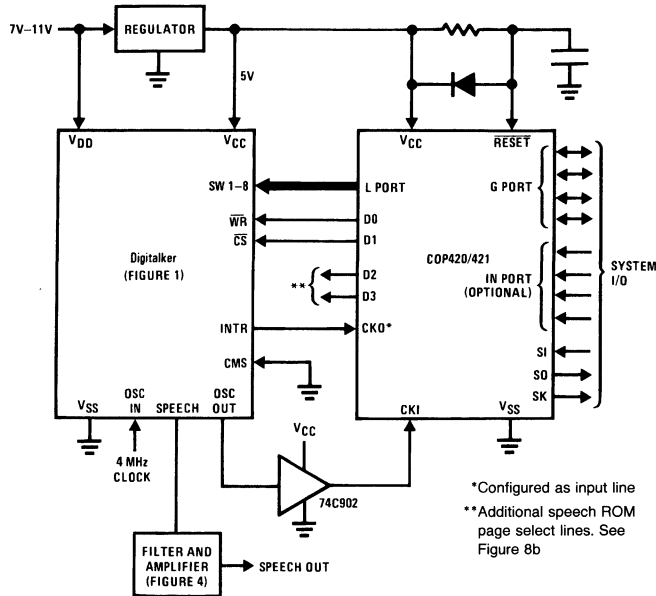 7V–11V
REGULATOR
5V
VDD
VCC
VCC
RESET
SW 1–8
L PORT
G PORT
WR
D0
CS
D1
Digitalker
(FIGURE 1)
COP420/421
**
D2
D3
IN PORT
(OPTIONAL)
SYSTEM
I/O
INTR
CKO*
CMS
SI
SO
SK
VSS
OSC
IN
SPEECH
OSC
OUT
CKI
VSS
4 MHz
CLOCK
VCC
74C902
*Configured as input line
**Additional speech ROM
page select lines. See
Figure 8b
FILTER AND
AMPLIFIER
(FIGURE 4)
SPEECH OUT